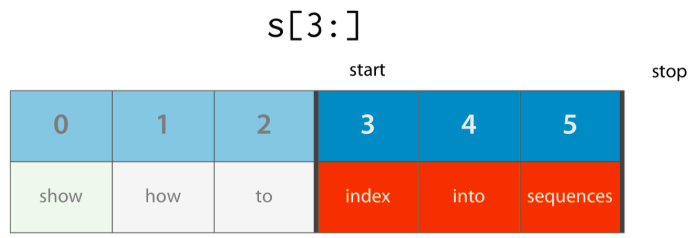 s[3:]
start stop
0 1 2 3 4 5
show how to index into sequences